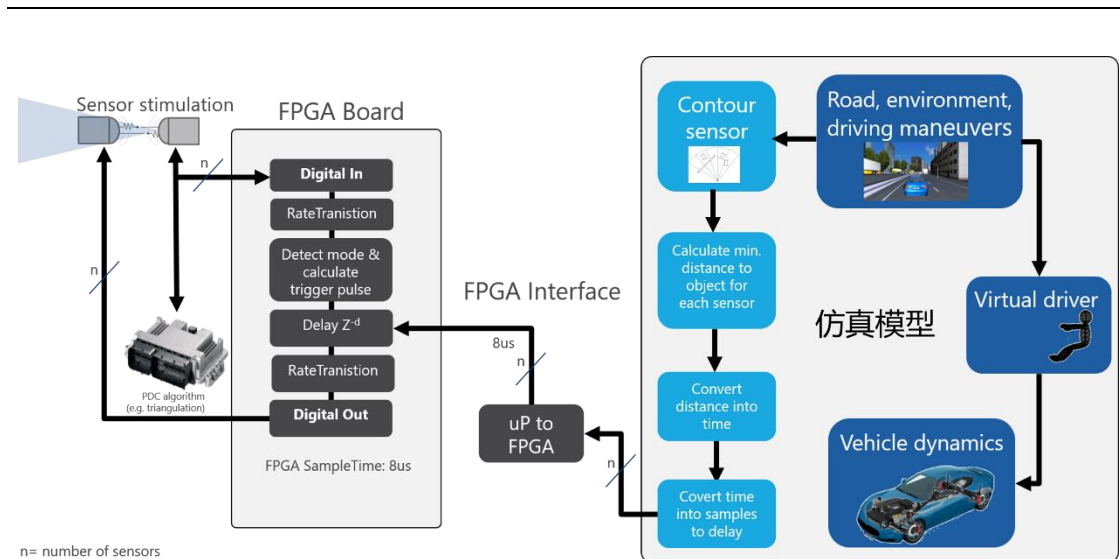 Sensor stimulation
FPGA Board
n
n
Digital In
RateTranistion
Detect mode &
calculate
trigger pulse
Delay Z-d
RateTranistion
Digital Out
FPGA SampleTime: 8us
PDC algorithm
(e.g. triangulation)
n= number of sensors
FPGA Interface
8us
n
uP to
FPGA
n
Contour
sensor
Calculate min.
distance to
object for
each sensor
Convert
distance into
time
Covert time
into samples
to delay
Road, environment,
driving maneuvers
Virtual driver
仿真模型
Vehicle dynamics